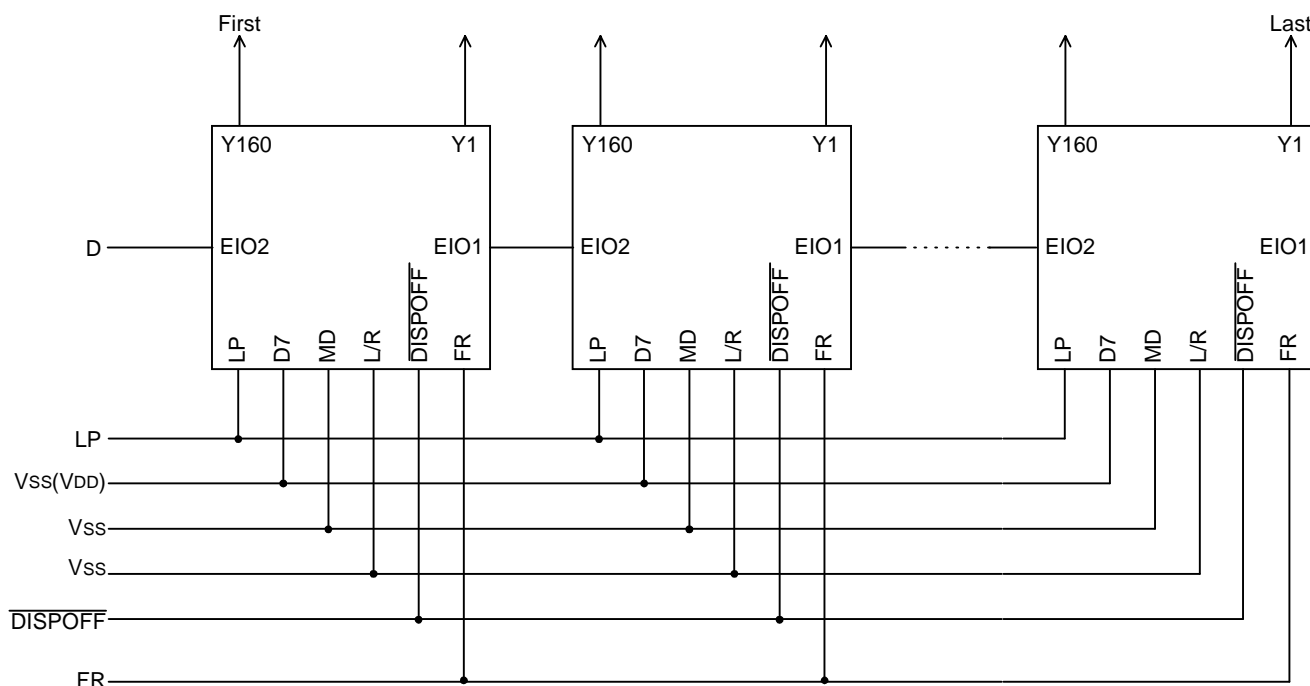 First
Last
Y160 Y1
Y160 Y1
Y160 Y1
D
EIO2 EIO1
EIO2 EIO1
EIO2 EIO1
LP D7 MD L/R DISPOFF FR
LP D7 MD L/R DISPOFF FR
LP D7 MD L/R DISPOFF FR
LP
VSS(VDD)
VSS
VSS
DISPOFF
FR